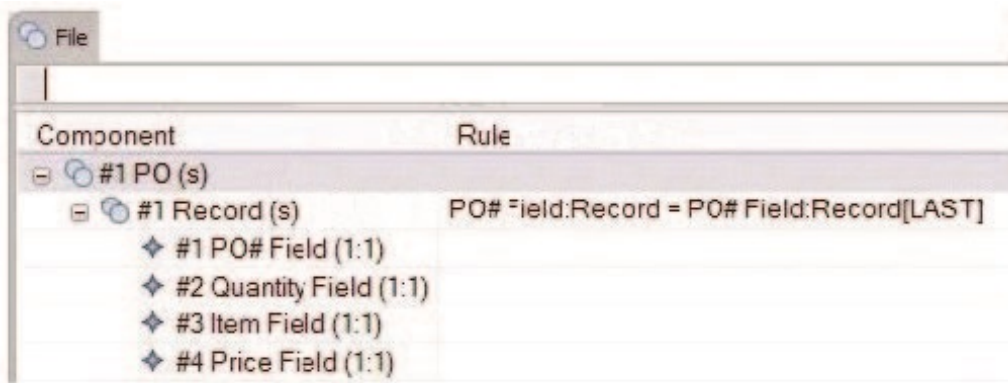 File
Component Rule
#1 PO (s)
#1 Record (s) PO# Field:Record = PO# Field:Record[LAST]
#1 PO# Field (1:1)
#2 Quantity Field (1:1)
#3 Item Field (1:1)
#4 Price Field (1:1)